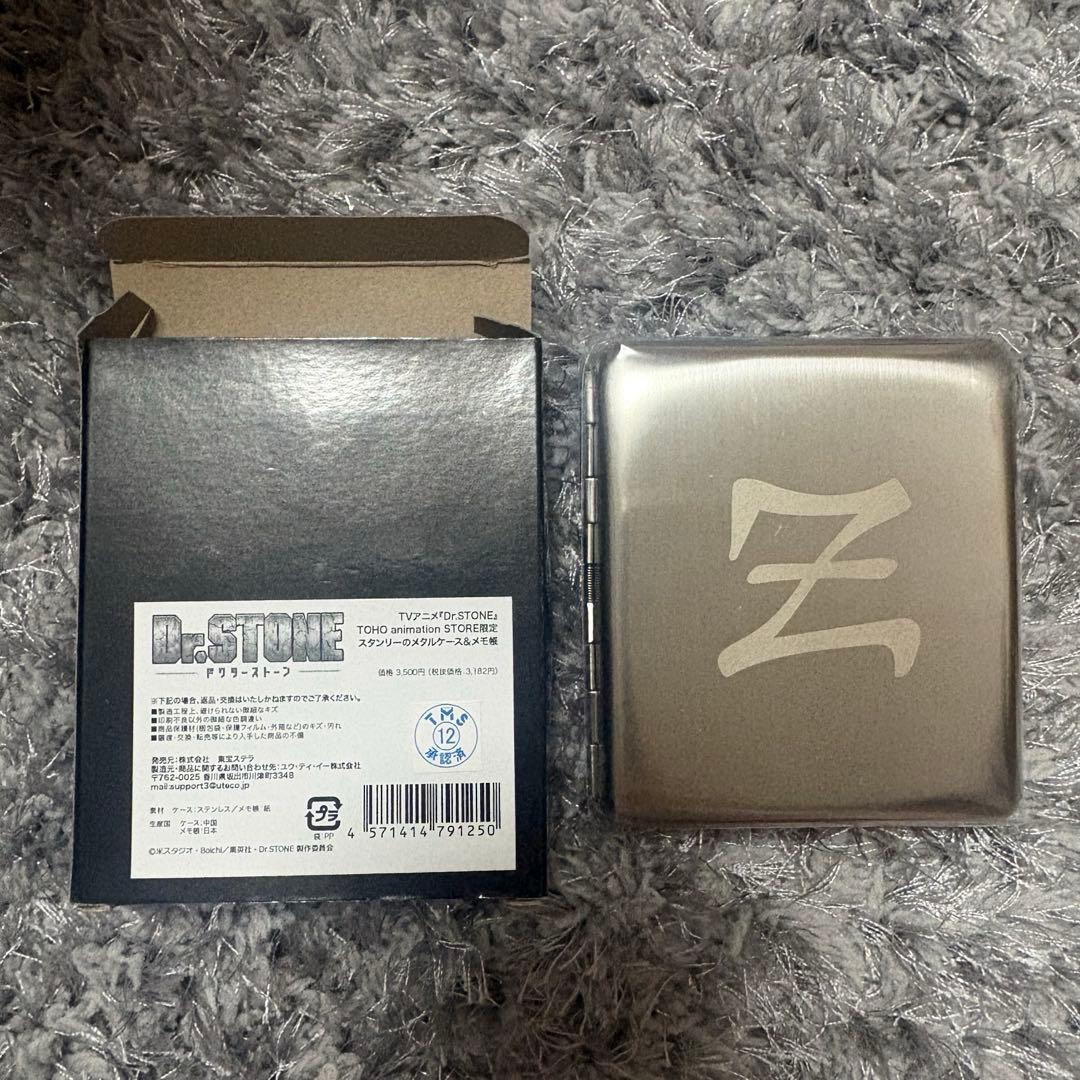 Dr.STONE
ドクターストーン
TVアニメ『Dr.STONE』
TOHO animation STORE限定
スタンリーのメタルケース&メモ帳
価格 3,500円 (税抜価格 3,182円)
※下記の場合、返品・交換はいたしかねますのでご了承ください。
■製造工程上、避けられない微細なキズ
■印刷不良以外の微細な色調違い
■商品保護材(梱包袋・保護フィルム・外箱など)のキズ・汚れ
■譲渡・交換・転売等により入手した商品の不備
TMS
12
承認済
発売元:株式会社 東宝ステラ
製造元・商品に関するお問い合わせ先:ユウ・ティ・イー株式会社
〒762-0025 香川県坂出市川津町3348
mail:support3@uteco.jp
素材 ケース:ステンレス/メモ帳:紙
生産国 ケース:中国
メモ帳:日本
プラ
袋:PP
4 571414 791250
©米スタジオ・Boichi/集英社・Dr.STONE 製作委員会
Z